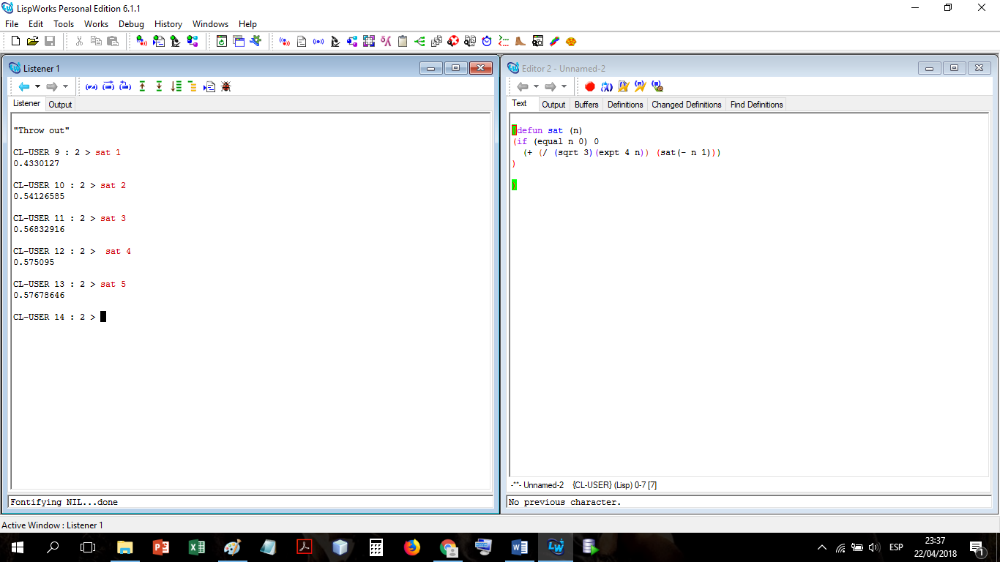 LispWorks Personal Edition 6.1.1
File Edit Tools Works Debug History Windows Help
Listener 1
Listener Output
"Throw out"
CL-USER 9 : 2 > sat 1
0.4330127
CL-USER 10 : 2 > sat 2
0.54126585
CL-USER 11 : 2 > sat 3
0.56832916
CL-USER 12 : 2 >  sat 4
0.575095
CL-USER 13 : 2 > sat 5
0.57678646
CL-USER 14 : 2 >
Fontifying NIL...done
Editor 2 - Unnamed-2
Text Output Buffers Definitions Changed Definitions Find Definitions
(defun sat (n)
(if (equal n 0) 0
  (+ (/ (sqrt 3)(expt 4 n)) (sat(- n 1)))
)
)
-**- Unnamed-2 {CL-USER} (Lisp) 0-7 [7]
No previous character.
Active Window : Listener 1
ESP
23:37
22/04/2018
1